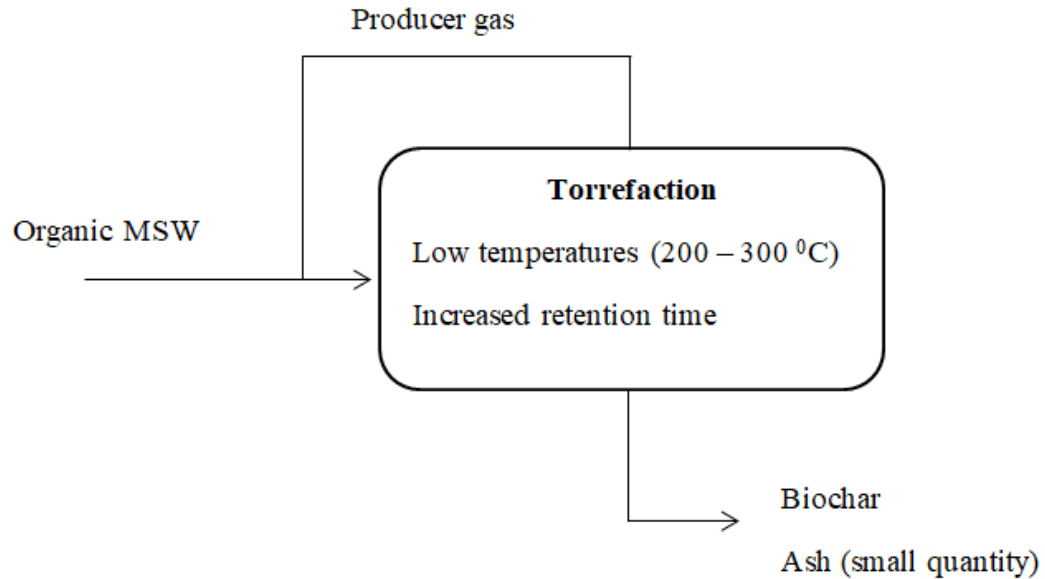 Producer gas
Torrefaction
Organic MSW
Low temperatures (200 – 300 ⁰C)
Increased retention time
Biochar
Ash (small quantity)